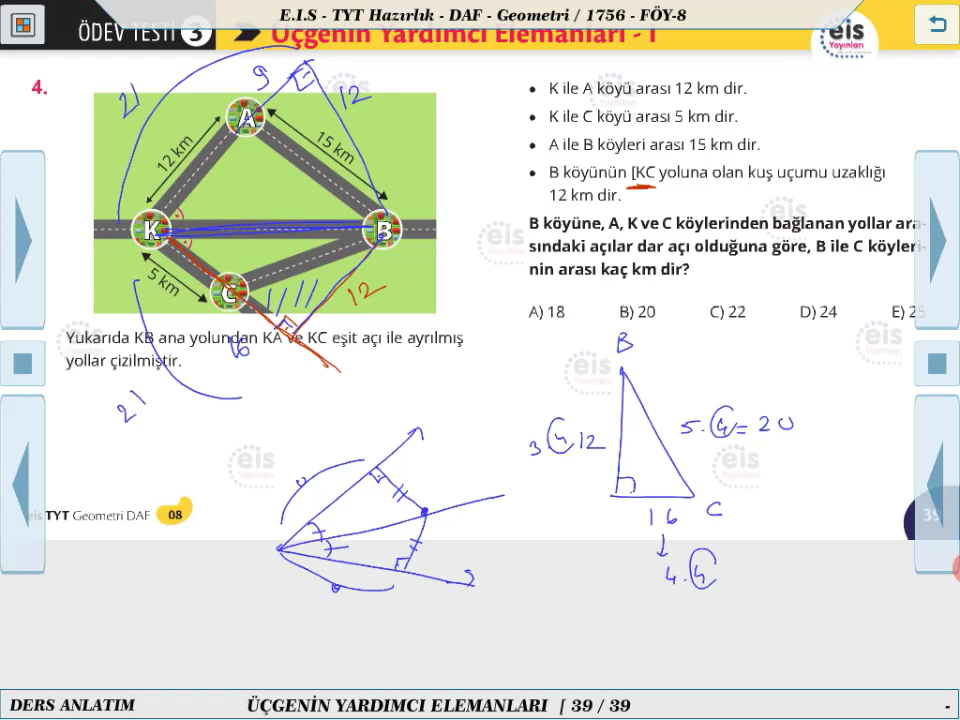 E.I.S - TYT Hazırlık - DAF - Geometri / 1756 - FÖY-8
ÖDEV TESTİ 3
Üçgenin Yardımcı Elemanları - I
eis
Yayınları
4.
21
9
12
A
12 km
15 km
K
B
5 km
C
12
16
21
Yukarıda KB ana yolundan KA ve KC eşit açı ile ayrılmış
yollar çizilmiştir.
• K ile A köyü arası 12 km dir.
• K ile C köyü arası 5 km dir.
• A ile B köyleri arası 15 km dir.
• B köyünün [KC yoluna olan kuş uçumu uzaklığı
12 km dir.
B köyüne, A, K ve C köylerinden bağlanan yollar ara-
sındaki açılar dar açı olduğuna göre, B ile C köyleri-
nin arası kaç km dir?
A) 18 B) 20 C) 22 D) 24 E) 25
B
3.4 12
5.4 = 20
16 C
4.4
eis TYT Geometri DAF 08
39
DERS ANLATIM
ÜÇGENİN YARDIMCI ELEMANLARI [ 39 / 39
-